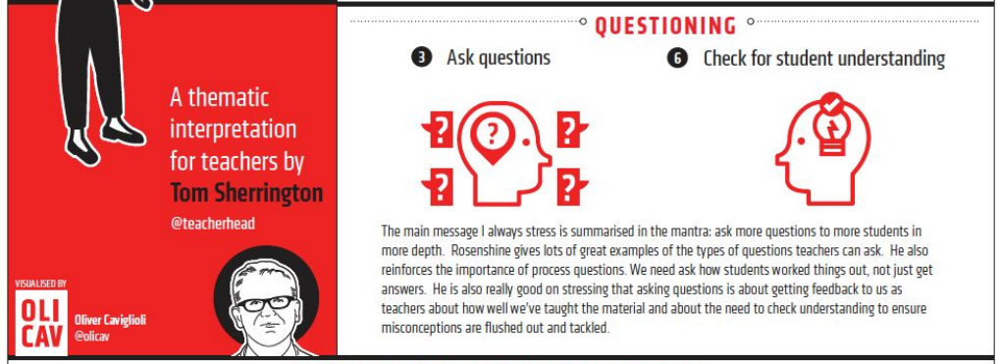 A thematic
interpretation
for teachers by
Tom Sherrington
@teacherhead
VISUALISED BY
OLI
CAV
Oliver Caviglioli
@olicav
QUESTIONING
3 Ask questions
? ? ?
? ?
6 Check for student understanding
The main message I always stress is summarised in the mantra: ask more questions to more students in
more depth. Rosenshine gives lots of great examples of the types of questions teachers can ask. He also
reinforces the importance of process questions. We need ask how students worked things out, not just get
answers. He is also really good on stressing that asking questions is about getting feedback to us as
teachers about how well we've taught the material and about the need to check understanding to ensure
misconceptions are flushed out and tackled.